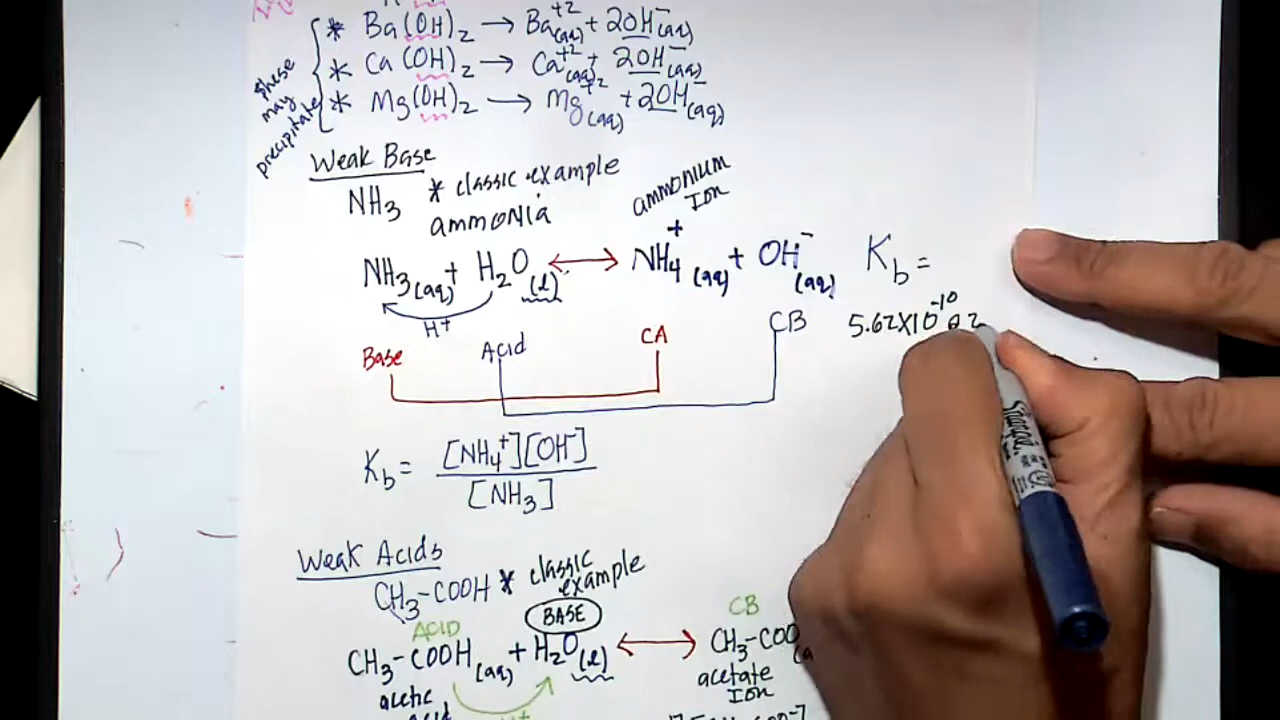 * Ba(OH)2 → Ba+2(aq) + 2OH-(aq)
* Ca(OH)2 → Ca+2(aq) + 2OH-(aq)
* Mg(OH)2 → Mg+2(aq) + 2OH-(aq)
these may precipitate
Weak Base
NH3 * classic example
ammonia
ammonium Ion
NH3(aq) + H2O(l) ↔ NH4+(aq) + OH-(aq) Kb =
H+
5.62X10-10 @ 2
Base Acid CA CB
Kb = [NH4+][OH-]
[NH3]
Weak Acids
CH3-COOH * classic example
ACID BASE CB
CH3-COOH(aq) + H2O(l) ↔ CH3-COO
acetic acid
acetate Ion